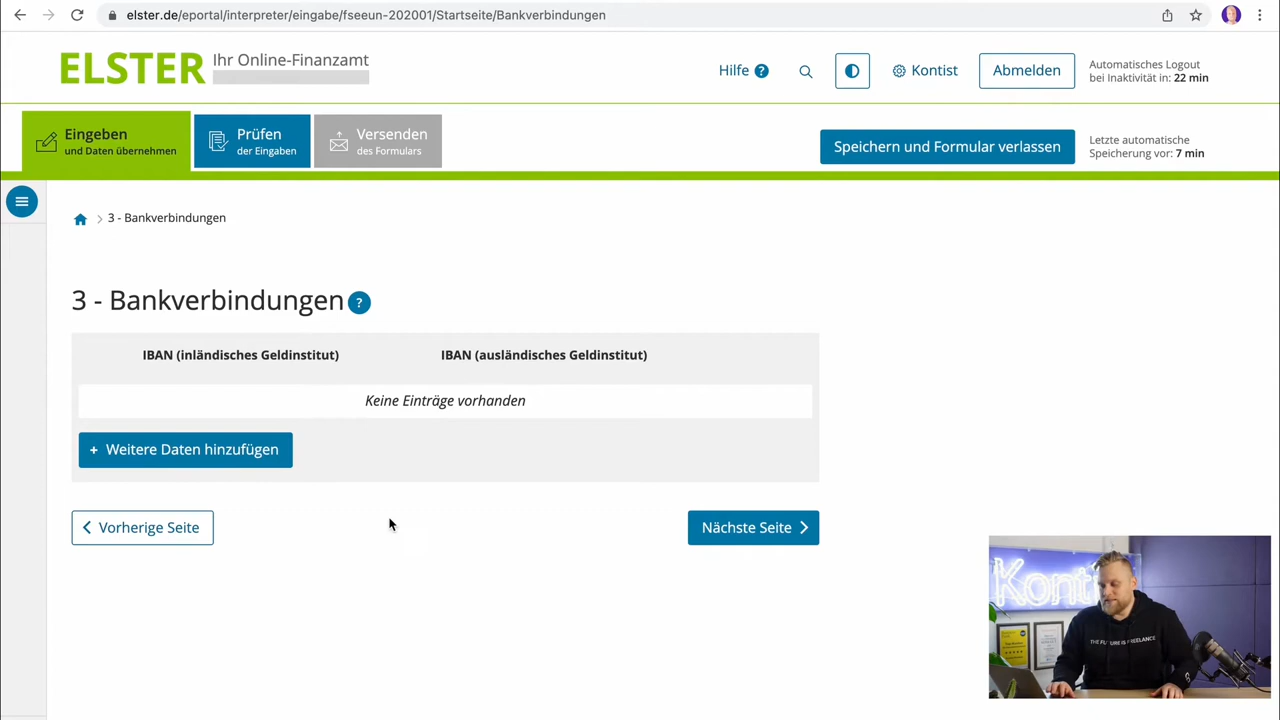 elster.de/eportal/interpreter/eingabe/fseeun-202001/Startseite/Bankverbindungen
ELSTER Ihr Online-Finanzamt
Hilfe ?
Kontist
Abmelden
Automatisches Logout
bei Inaktivität in: 22 min
Eingeben
und Daten übernehmen
Prüfen
der Eingaben
Versenden
des Formulars
Speichern und Formular verlassen
Letzte automatische
Speicherung vor: 7 min
3 - Bankverbindungen
3 - Bankverbindungen ?
IBAN (inländisches Geldinstitut) IBAN (ausländisches Geldinstitut)
Keine Einträge vorhanden
+ Weitere Daten hinzufügen
Vorherige Seite
Nächste Seite
Konti
THE FUTURE IS FREELANCE